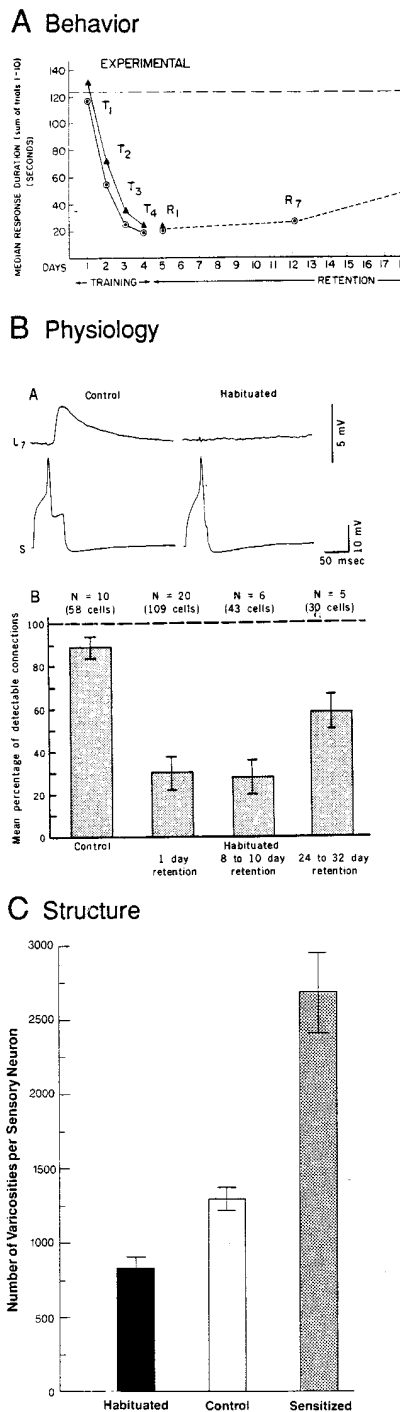 A Behavior
MEDIAN RESPONSE DURATION (sum of trials 1-10)
(SECONDS)
EXPERIMENTAL
140
120
100
80
60
40
20
T1
T2
T3
T4
R1
R7
DAYS 1 2 3 4 5 6 7 8 9 10 11 12 13 14 15 16 17
TRAINING
RETENTION
B Physiology
A
Control
Habituated
L7
5 mV
S
10 mV
50 msec
B
N = 10
(58 cells)
N = 20
(109 cells)
N = 6
(43 cells)
N = 5
(30 cells)
Mean percentage of detectable connections
100
80
60
40
20
0
Control
Habituated
1 day
retention
8 to 10 day
retention
24 to 32 day
retention
C Structure
Number of Varicosities per Sensory Neuron
3000
2500
2000
1500
1000
500
0
Habituated
Control
Sensitized